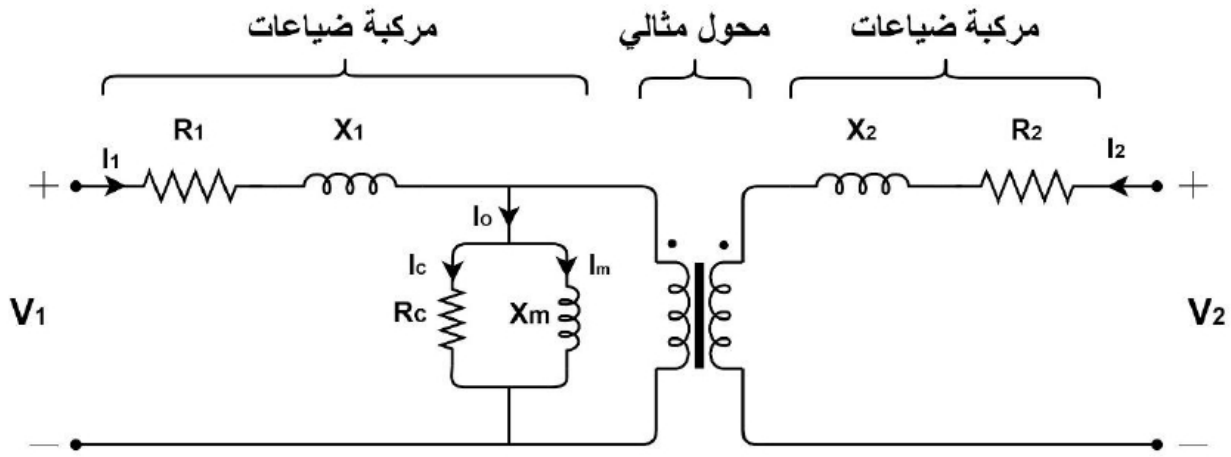 مركبة ضياعات
محول مثالي
مركبة ضياعات
R1
X1
X2
R2
I1
I2
+
+
Io
Ic
Im
V1
Rc
Xm
V2
—
—